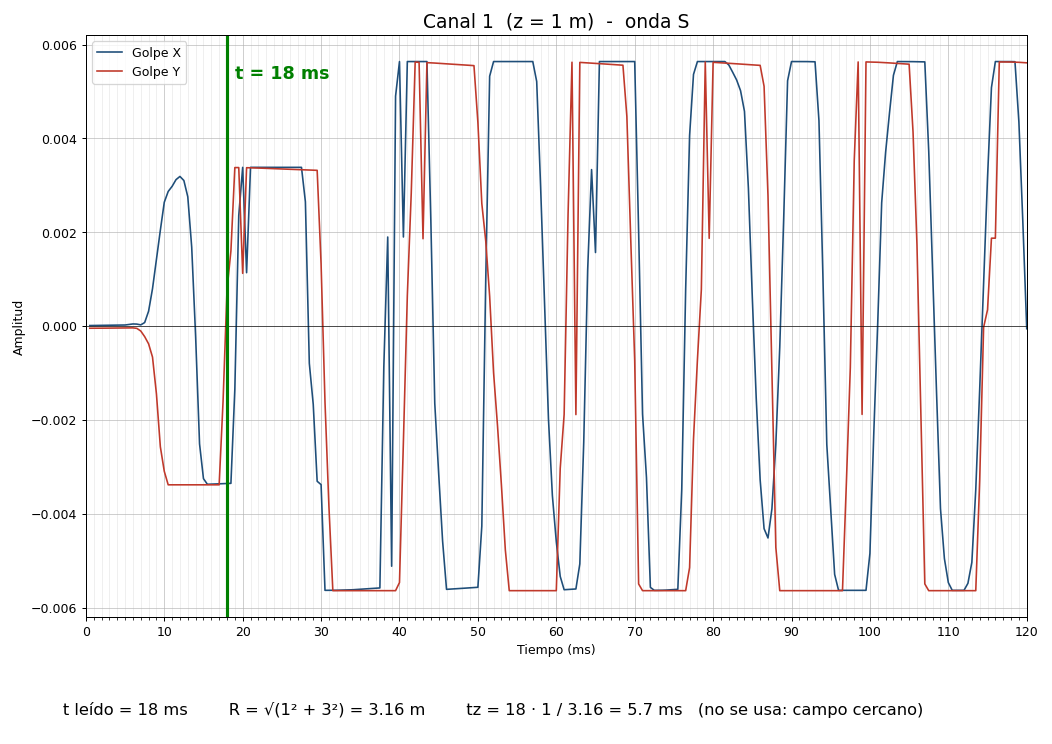 Canal 1  (z = 1 m)  -  onda S
Golpe X
Golpe Y
t = 18 ms
0.006
0.004
0.002
0.000
−0.002
−0.004
−0.006
Amplitud
0 10 20 30 40 50 60 70 80 90 100 110 120
Tiempo (ms)
t leído = 18 ms        R = √(1² + 3²) = 3.16 m        tz = 18 · 1 / 3.16 = 5.7 ms   (no se usa: campo cercano)